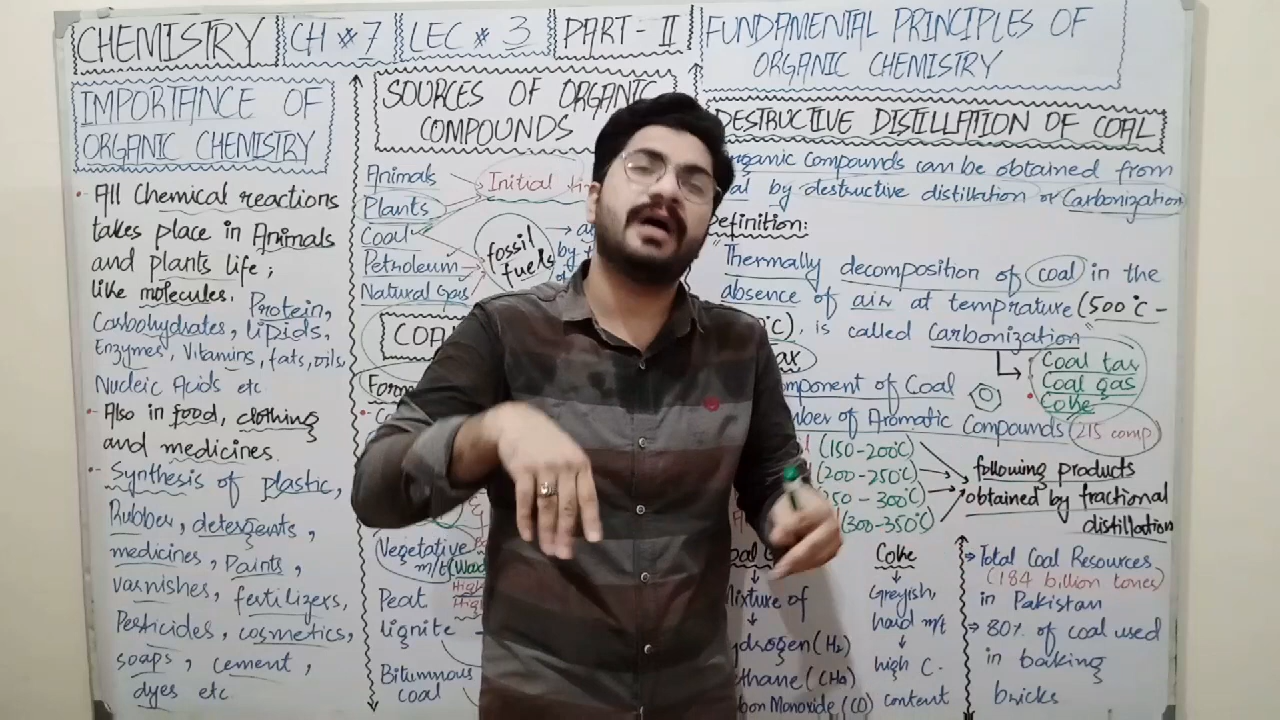 CHEMISTRY
CH # 7
LEC # 3
PART - II
FUNDAMENTAL PRINCIPLES OF
ORGANIC CHEMISTRY
IMPORTANCE OF
ORGANIC CHEMISTRY
All Chemical reactions
takes place in Animals
and plants life ;
like molecules. Protein,
Carbohydrates, lipids,
Enzymes, Vitamins, fats, oils,
Nucleic Acids etc
Also in food, clothing
and medicines.
Synthesis of plastic,
Rubber, detergents,
medicines, Paints,
varnishes, fertilizers,
Pesticides, cosmetics,
soaps, cement,
dyes etc
SOURCES OF ORGANIC
COMPOUNDS
Animals
Plants
Coal
Petroleum
Natural Gas
Initial
fossil
fuels
by
Vegetative
m/t
Peat
lignite
Bituminous
coal
DESTRUCTIVE DISTILLATION OF COAL
Organic Compounds can be obtained from
by destructive distillation or Carbonization
Definition:
"Thermally decomposition of coal in the
absence of air at temprature (500°C -
°C), is called Carbonization"
Coal tar
Coal gas
Coke
component of Coal
of Aromatic Compounds (215 comp)
(150-200°C)
(200-250°C)
250 - 300°C)
(300-350°C)
following products
obtained by fractional
distillation
Mixture of
Hydrogen (H₂)
Carbon Monoxide (CO)
Coke
Greyish,
hard m/t
high C-
content
Total Coal Resources
(184 billion tones)
in Pakistan
80% of coal used
in baking
bricks